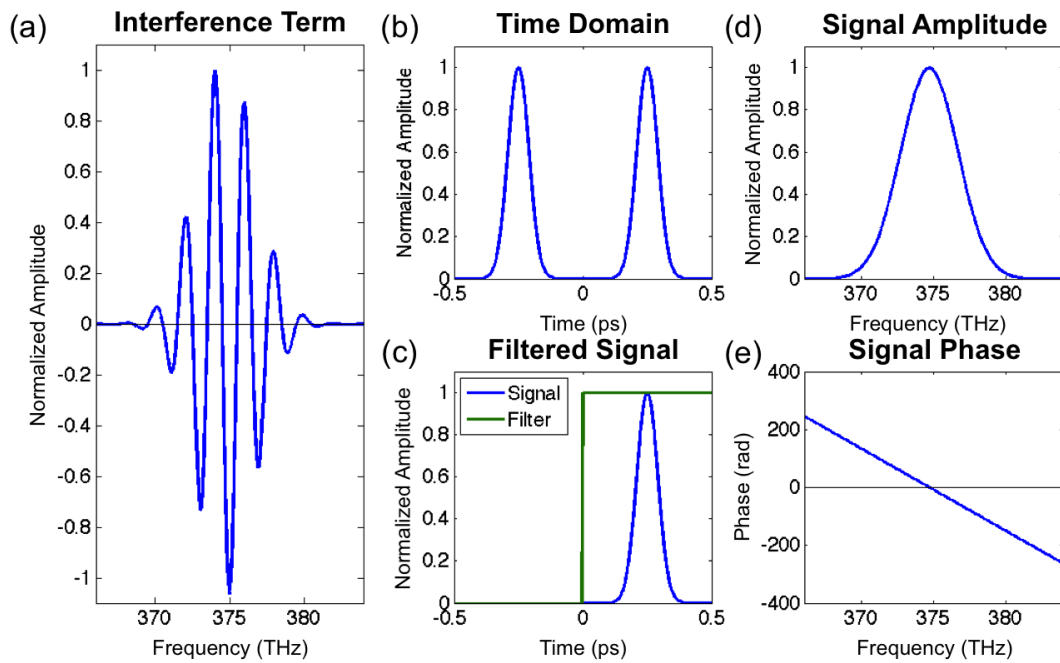 (a) Interference Term
Normalized Amplitude
1
0.8
0.6
0.4
0.2
0
-0.2
-0.4
-0.6
-0.8
-1
370 375 380
Frequency (THz)
(b) Time Domain
Normalized Amplitude
1
0.8
0.6
0.4
0.2
0
-0.5 0 0.5
Time (ps)
(c) Filtered Signal
Normalized Amplitude
1
0.8
0.6
0.4
0.2
0
Signal
Filter
-0.5 0 0.5
Time (ps)
(d) Signal Amplitude
Normalized Amplitude
1
0.8
0.6
0.4
0.2
0
370 375 380
Frequency (THz)
(e) Signal Phase
Phase (rad)
400
200
0
-200
-400
370 375 380
Frequency (THz)